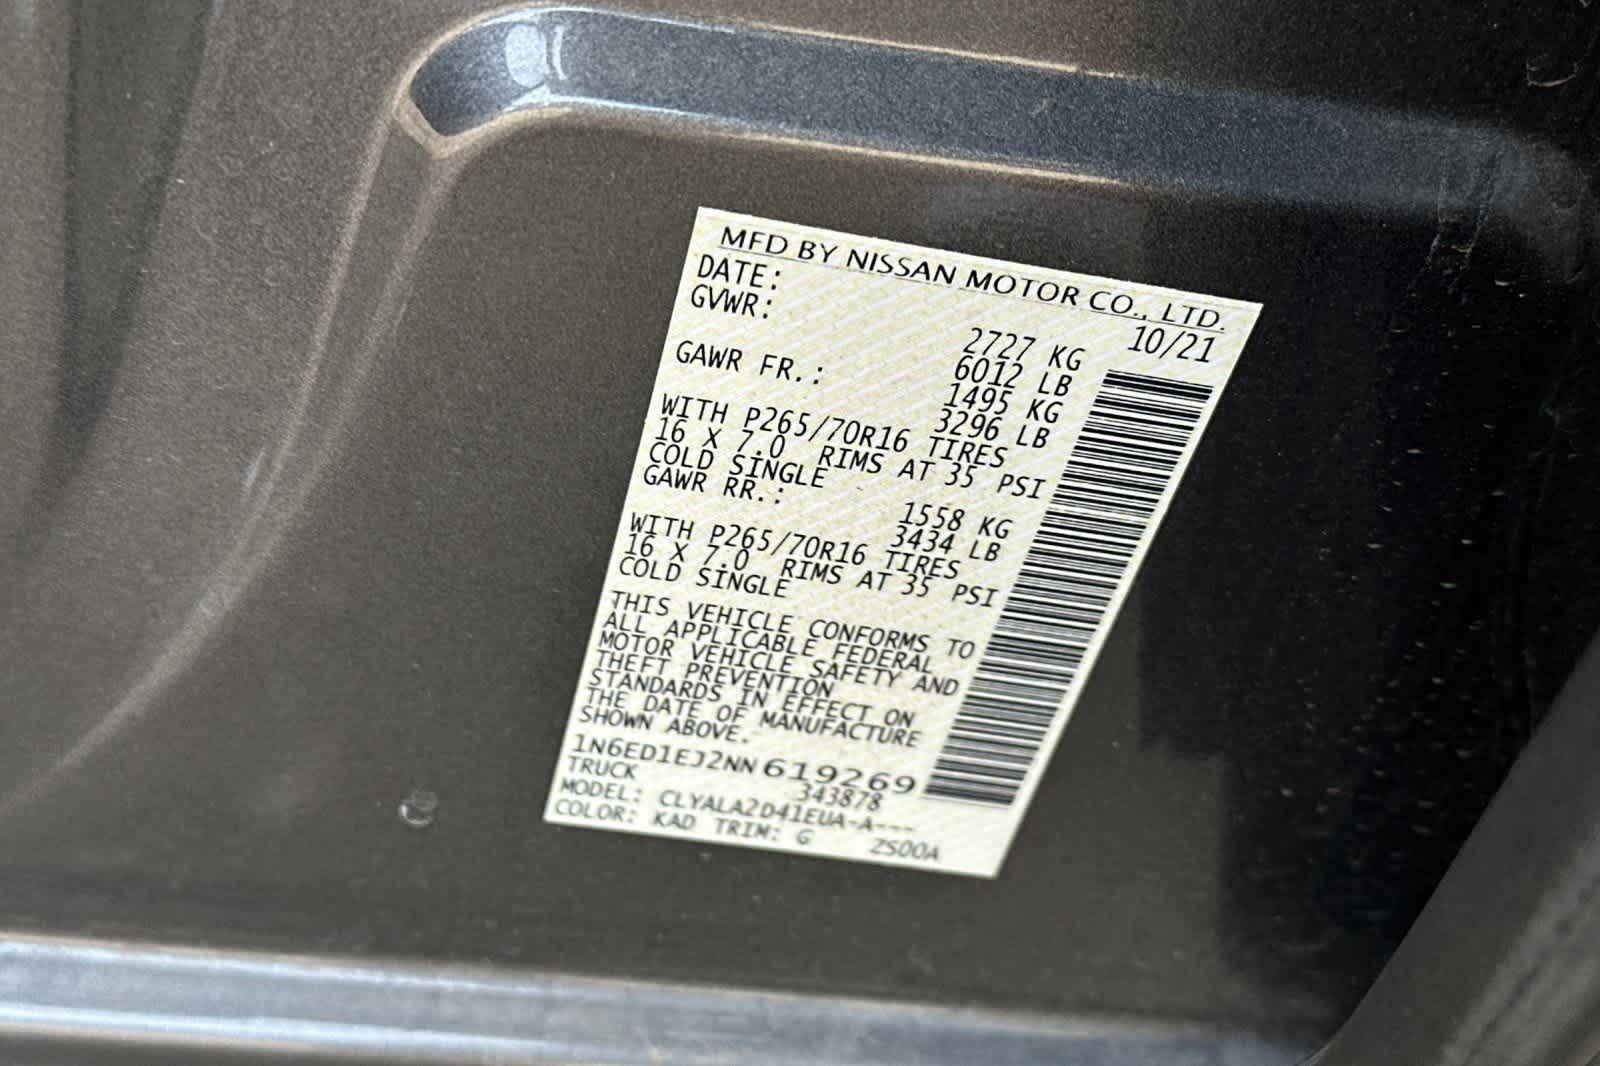 MFD BY NISSAN MOTOR CO., LTD.
DATE: 10/21
GVWR: 2727 KG
6012 LB
GAWR FR.: 1495 KG
3296 LB
WITH P265/70R16 TIRES
16 X 7.0 RIMS AT 35 PSI
COLD SINGLE
GAWR RR.: 1558 KG
3434 LB
WITH P265/70R16 TIRES
16 X 7.0 RIMS AT 35 PSI
COLD SINGLE
THIS VEHICLE CONFORMS TO
ALL APPLICABLE FEDERAL
MOTOR VEHICLE SAFETY AND
THEFT PREVENTION
STANDARDS IN EFFECT ON
THE DATE OF MANUFACTURE
SHOWN ABOVE.
1N6ED1EJ2NN619269
TRUCK 343878
MODEL: CLYALA2D41EUA-A---
COLOR: KAD TRIM: G ZS00A